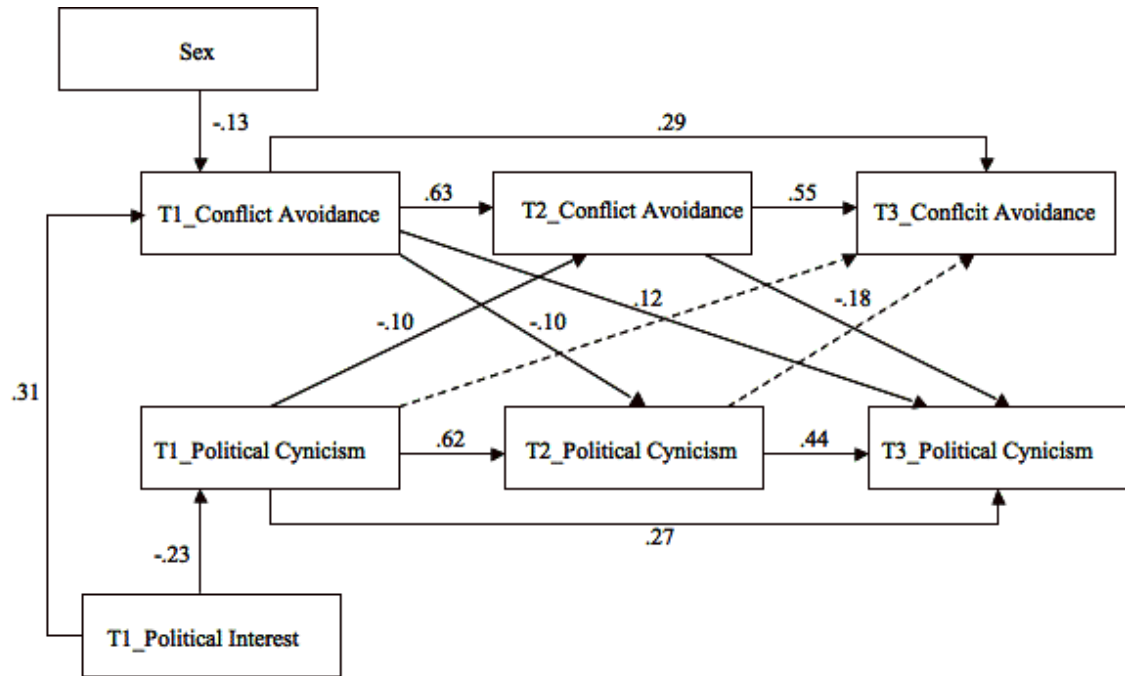 Sex
-.13
.29
T1_Conflict Avoidance
.63
T2_Conflict Avoidance
.55
T3_Conflcit Avoidance
-.10
-.10
.12
-.18
.31
T1_Political Cynicism
.62
T2_Political Cynicism
.44
T3_Political Cynicism
.27
-.23
T1_Political Interest